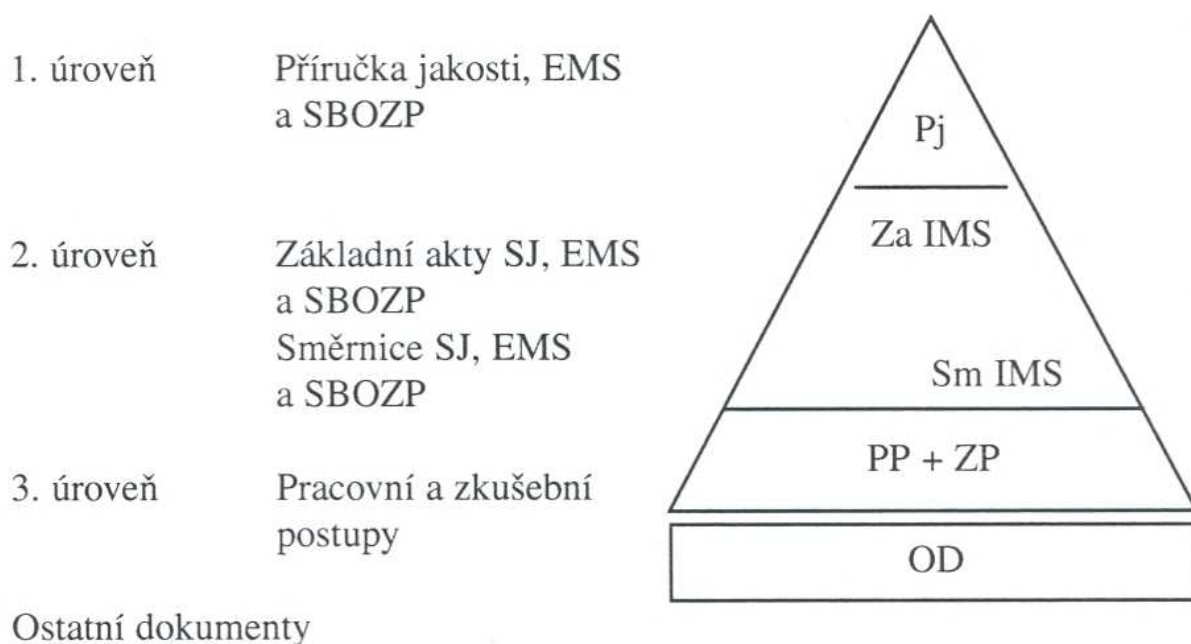 1. úroveň
Příručka jakosti, EMS
a SBOZP
2. úroveň
Základní akty SJ, EMS
a SBOZP
Směrnice SJ, EMS
a SBOZP
3. úroveň
Pracovní a zkušební
postupy
Ostatní dokumenty
Pj
Za IMS
Sm IMS
PP + ZP
OD